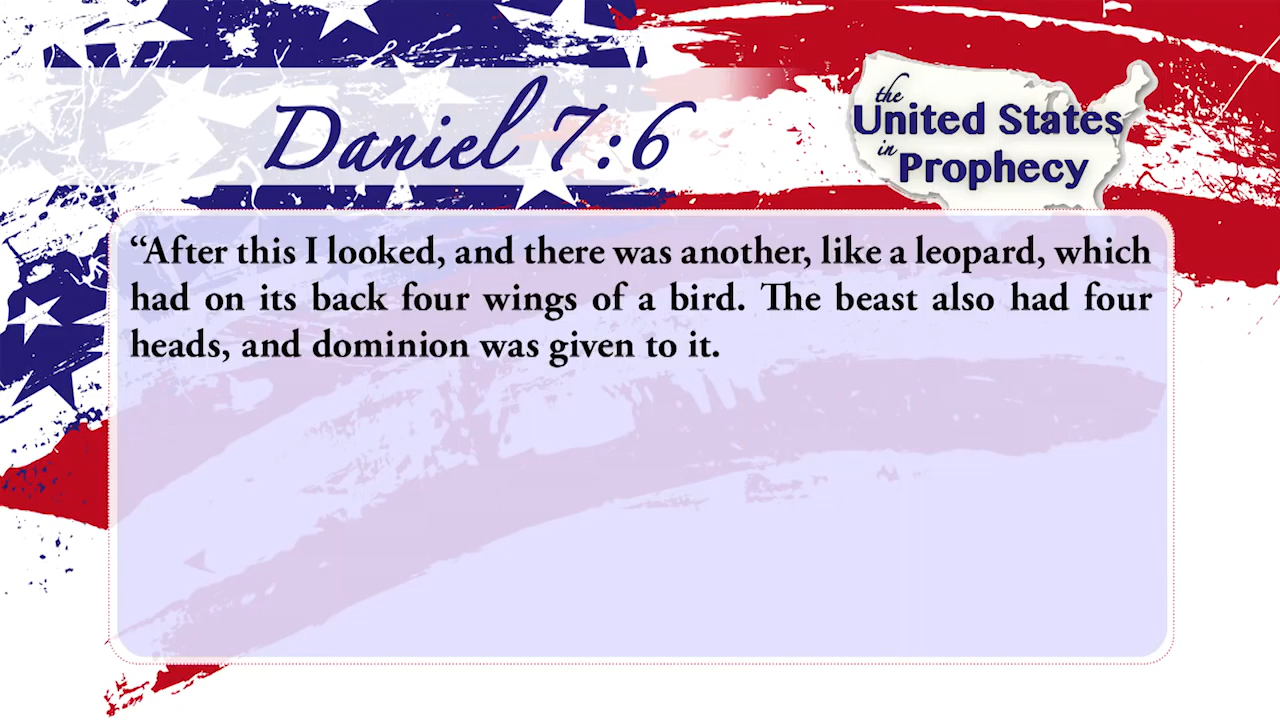 Daniel 7:6
the
United States
in
Prophecy
“After this I looked, and there was another, like a leopard, which
had on its back four wings of a bird. The beast also had four
heads, and dominion was given to it.